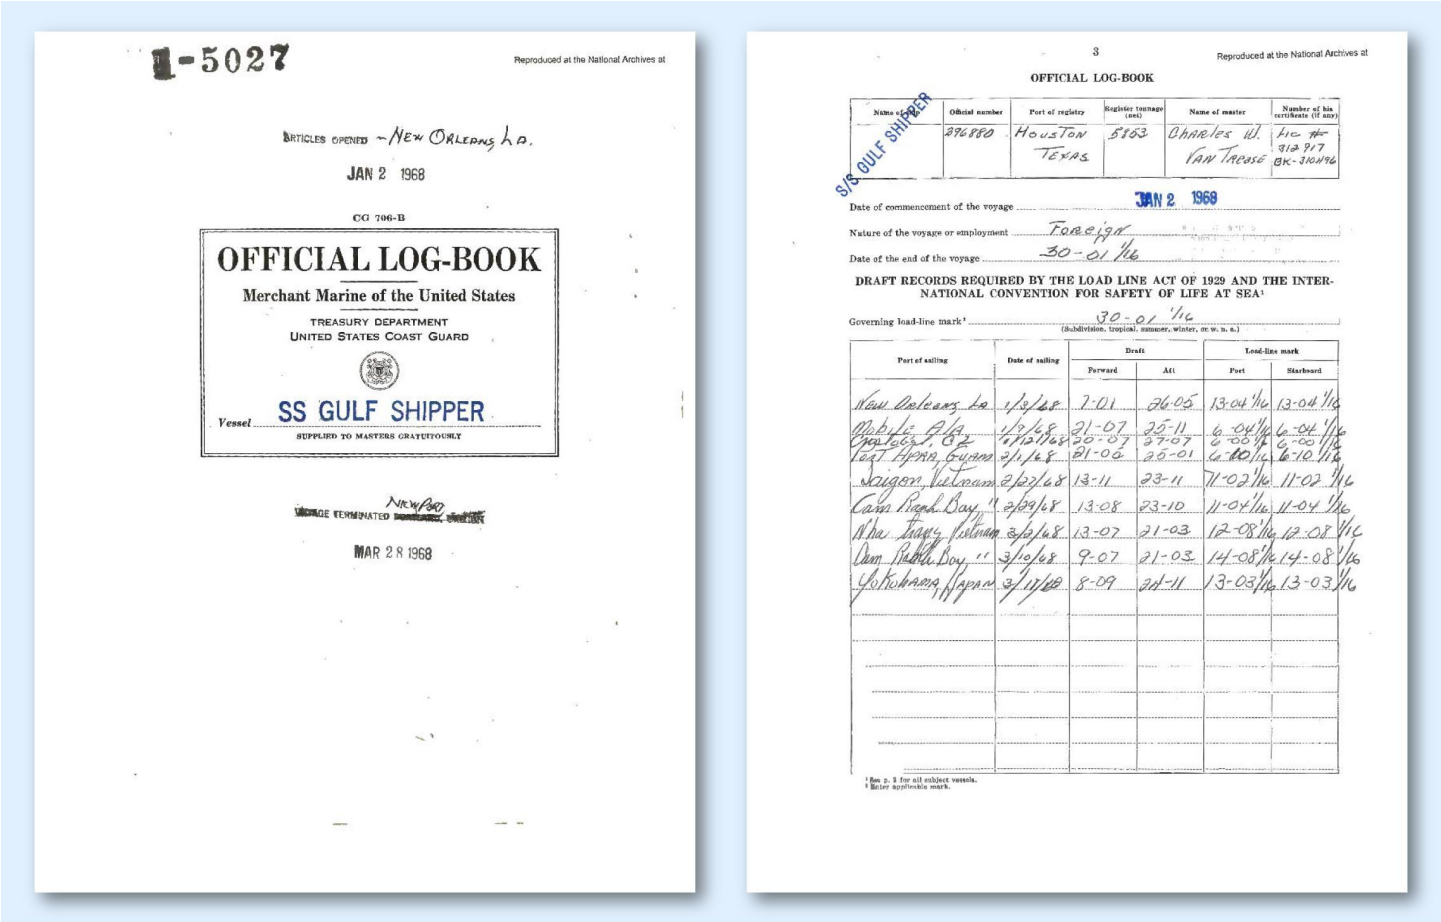 1-5027
Reproduced at the National Archives at
ARTICLES OPENED - NEW ORLEANS, LA.
JAN 2 1968
CG 706-B
OFFICIAL LOG-BOOK
Merchant Marine of the United States
TREASURY DEPARTMENT
UNITED STATES COAST GUARD
Vessel SS GULF SHIPPER
SUPPLIED TO MASTERS GRATUITOUSLY
TERMINATED
MAR 28 1968
3
Reproduced at the National Archives at
OFFICIAL LOG-BOOK
Name of ship Official number Port of registry Register tonnage (net) Name of master Number of his certificate (if any)
S/S GULF SHIPPER 296880 HOUSTON TEXAS 5853 CHARLES W. VAN TREASE Lic # 312917
Date of commencement of the voyage JAN 2 1968
Nature of the voyage or employment Foreign
Date of the end of the voyage 30-01 1/16
DRAFT RECORDS REQUIRED BY THE LOAD LINE ACT OF 1929 AND THE INTER-
NATIONAL CONVENTION FOR SAFETY OF LIFE AT SEA¹
Governing load-line mark² 30-01 1/16
(Subdivision, tropical, summer, winter, or w. n. a.)
Port of sailing Date of sailing Draft Load-line mark
Forward Aft Port Starboard
New Orleans, La 1/3/68 7-01 26-05 13-04 1/16 13-04 1/16
Mobile Ala 1/9/68 21-07 25-11 6-04 1/16 6-04 1/16
Cristobal, CZ 1/12/68 20-07 27-07 6-00 1/16 6-00 1/16
Port APRA, GUAM 2/1/68 25-01 6-10 1/16
Saigon, Vietnam 2/27/68 13-11 23-11 11-02 1/16 11-02 1/16
Cam Ranh Bay, " 2/29/68 13-08 23-10 11-04 1/16 11-04 1/16
Nha Trang Vietnam 3/2/68 13-07 21-03 12-08 1/16 12-08 1/16
Cam Ranh Bay, " 3/10/68 9-07 21-03 14-08 1/16 14-08 1/16
YOKOHAMA, JAPAN 3/17/68 8-09 24-11 13-03 1/16 13-03 1/16
¹ See p. 2 for all subject vessels.
² Enter applicable mark.